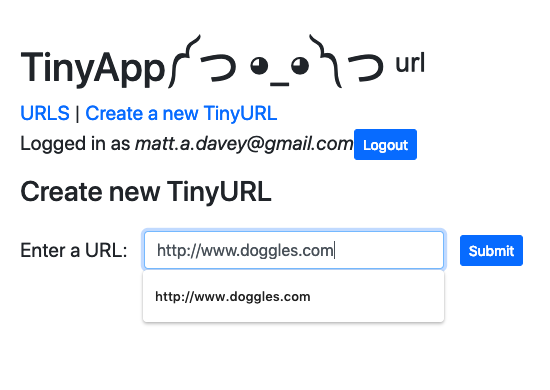 TinyApp༼ つ ◕_◕ ༽つ url
URLS | Create a new TinyURL
Logged in as matt.a.davey@gmail.com Logout
Create new TinyURL
Enter a URL: http://www.doggles.com Submit
http://www.doggles.com